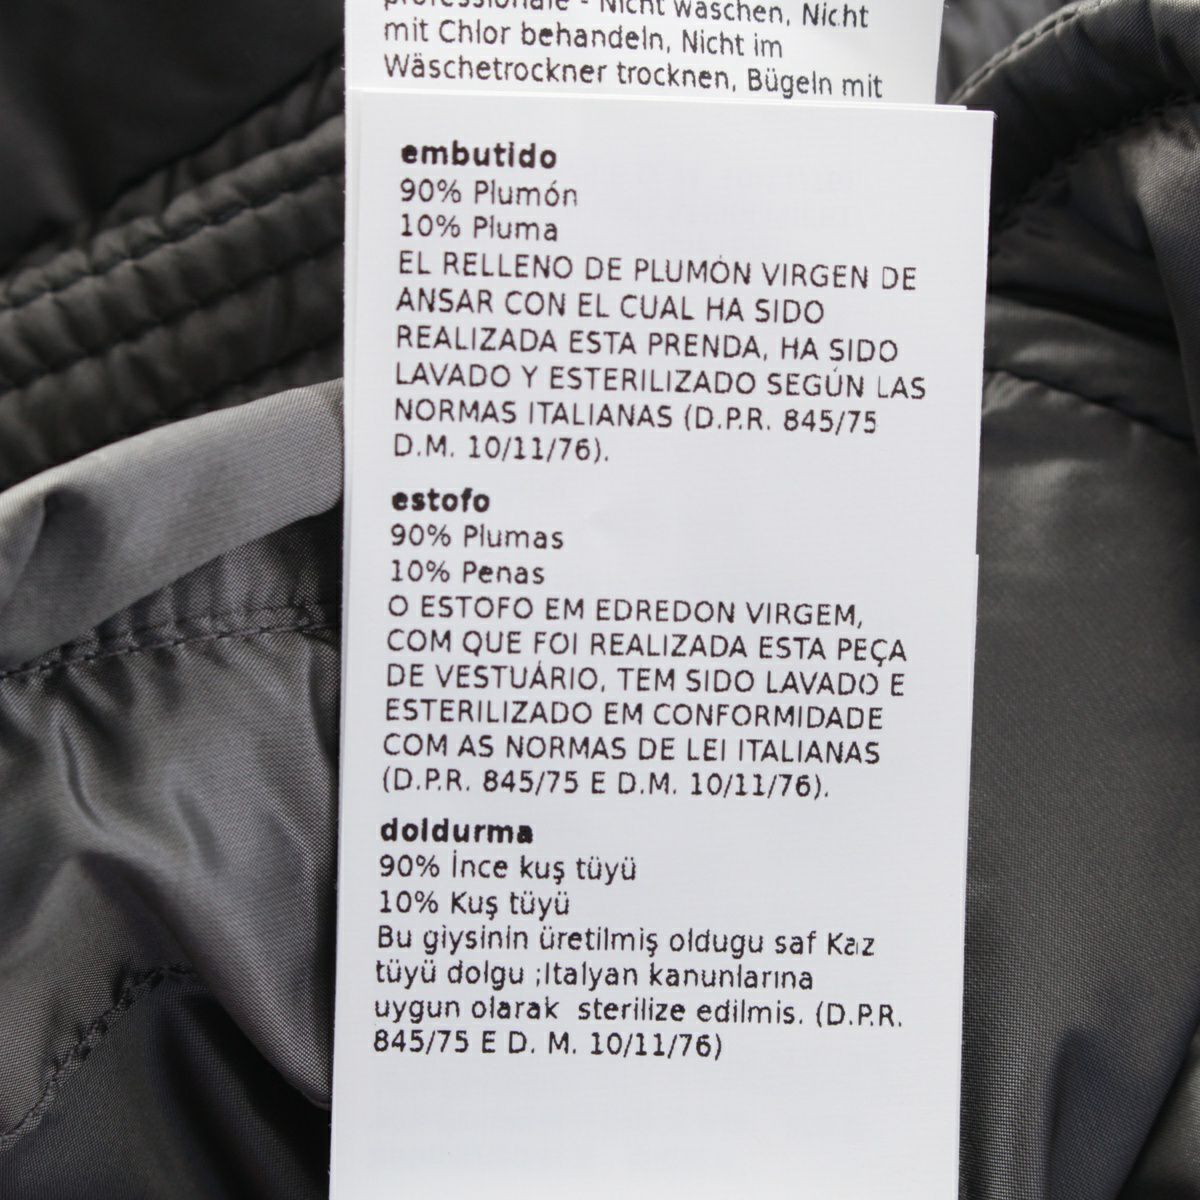 professionale - Nicht waschen, Nicht
mit Chlor behandeln, Nicht im
Wäschetrockner trocknen, Bügeln mit
embutido
90% Plumón
10% Pluma
EL RELLENO DE PLUMÓN VIRGEN DE
ANSAR CON EL CUAL HA SIDO
REALIZADA ESTA PRENDA, HA SIDO
LAVADO Y ESTERILIZADO SEGÚN LAS
NORMAS ITALIANAS (D.P.R. 845/75
D.M. 10/11/76).
estofo
90% Plumas
10% Penas
O ESTOFO EM EDREDON VIRGEM,
COM QUE FOI REALIZADA ESTA PEÇA
DE VESTUÁRIO, TEM SIDO LAVADO E
ESTERILIZADO EM CONFORMIDADE
COM AS NORMAS DE LEI ITALIANAS
(D.P.R. 845/75 E D.M. 10/11/76).
doldurma
90% İnce kuş tüyü
10% Kuş tüyü
Bu giysinin üretilmiş oldugu saf Kaz
tüyü dolgu ;Italyan kanunlarına
uygun olarak  sterilize edilmis. (D.P.R.
845/75 E D. M. 10/11/76)